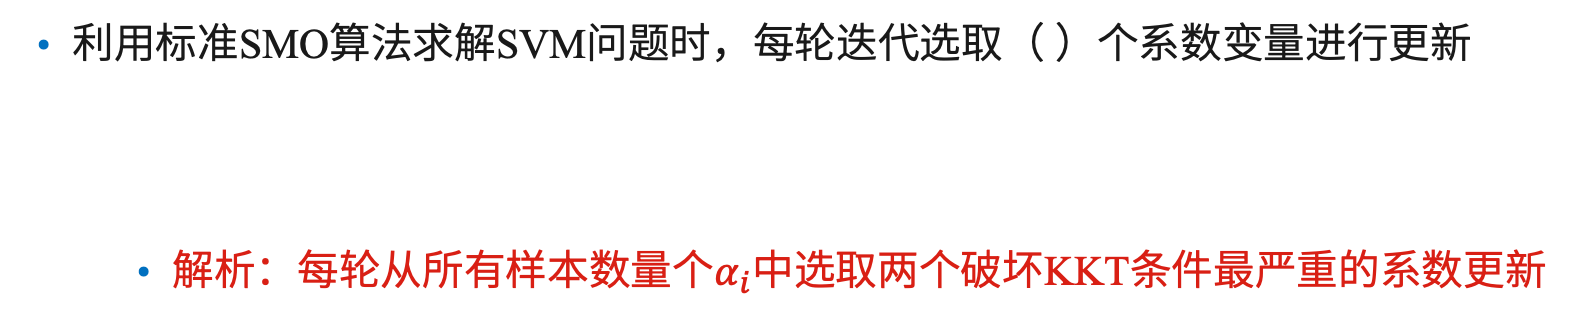 • 利用标准SMO算法求解SVM问题时，每轮迭代选取（ ）个系数变量进行更新
• 解析：每轮从所有样本数量个αᵢ中选取两个破坏KKT条件最严重的系数更新